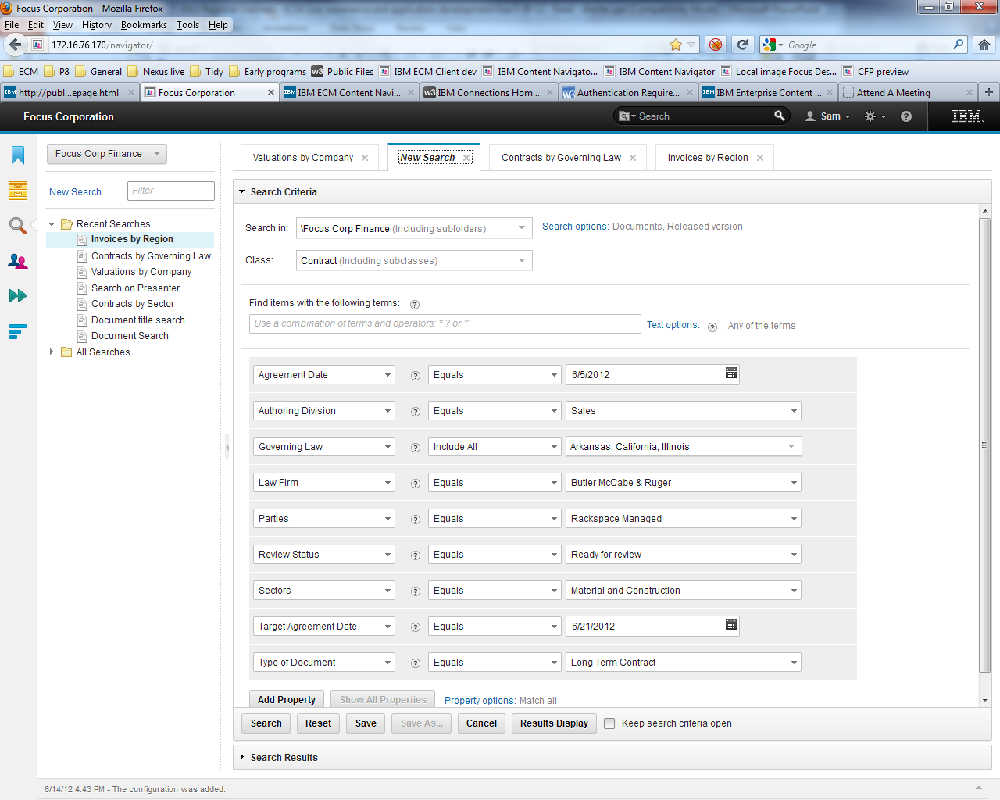 Focus Corporation - Mozilla Firefox
File Edit View History Bookmarks Tools Help
172.16.76.170/navigator/
Google
ECM P8 General Nexus live Tidy Early programs w3 Public Files IBM ECM Client dev IBM Content Navigato... IBM Content Navigator Local image Focus Des... CFP preview
IBM http://publ...epage.html Focus Corporation IBM IBM ECM Content Navi... w3 IBM Connections Hom... w3 Authentication Require... IBM IBM Enterprise Content ... Attend A Meeting
Focus Corporation Search Sam IBM.
Focus Corp Finance
Valuations by Company New Search Contracts by Governing Law Invoices by Region
New Search Filter
Search Criteria
Recent Searches
Invoices by Region
Contracts by Governing Law
Valuations by Company
Search on Presenter
Contracts by Sector
Document title search
Document Search
All Searches
Search in: \Focus Corp Finance (Including subfolders) Search options: Documents, Released version
Class: Contract (Including subclasses)
Find items with the following terms: ?
Use a combination of terms and operators: * ? or "" Text options: ? Any of the terms
Agreement Date ? Equals 6/5/2012
Authoring Division ? Equals Sales
Governing Law ? Include All Arkansas, California, Illinois
Law Firm ? Equals Butler McCabe & Ruger
Parties ? Equals Rackspace Managed
Review Status ? Equals Ready for review
Sectors ? Equals Material and Construction
Target Agreement Date ? Equals 6/21/2012
Type of Document ? Equals Long Term Contract
Add Property Show All Properties Property options: Match all
Search Reset Save Save As... Cancel Results Display Keep search criteria open
Search Results
6/14/12 4:43 PM - The configuration was added.